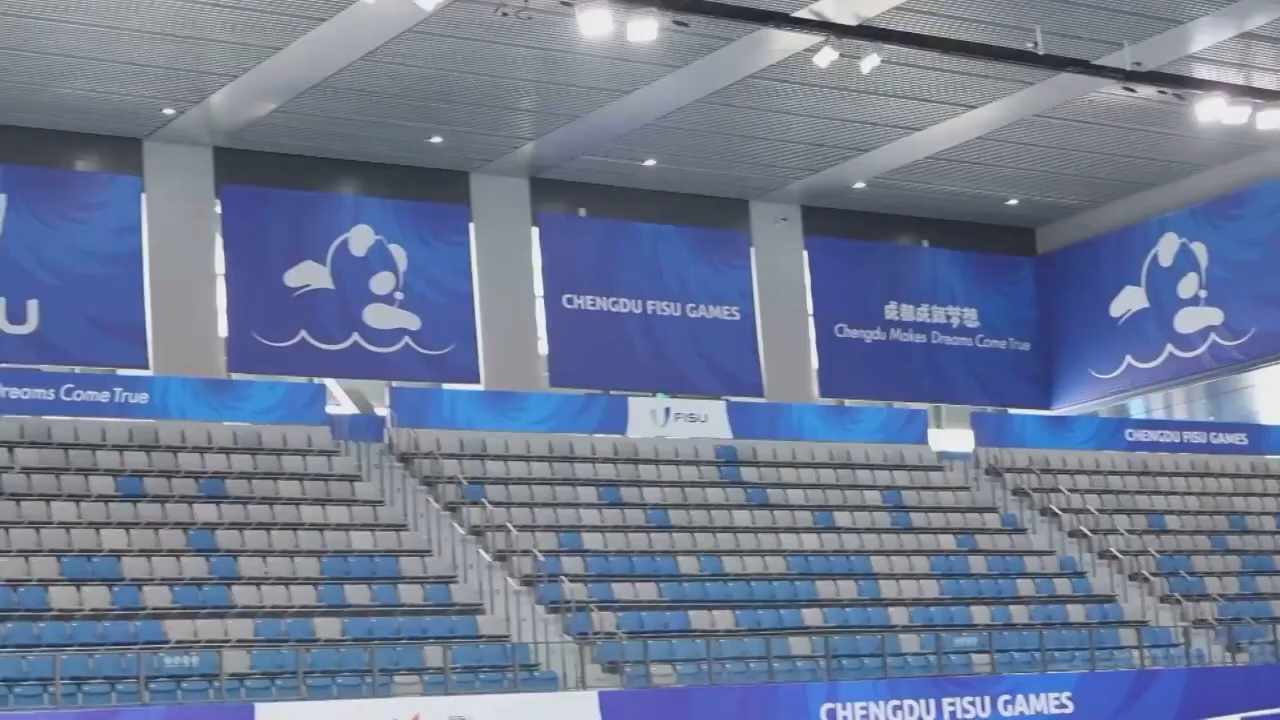 U
CHENGDU FISU GAMES
成都成就梦想
Chengdu Makes Dreams Come True
Dreams Come True
FISU
CHENGDU FISU GAMES
CHENGDU FISU GAMES